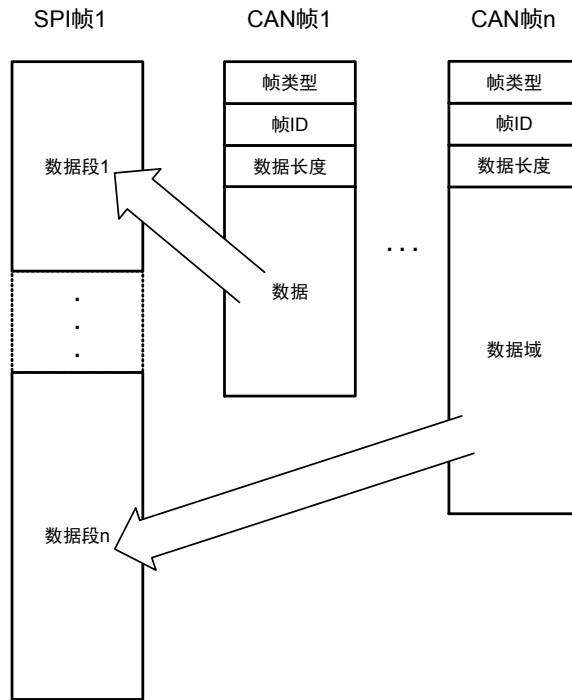 SPI帧1 CAN帧1 CAN帧n
帧类型 帧类型
帧ID 帧ID
数据段1 数据长度 数据长度
...
数据
数据域
数据段n